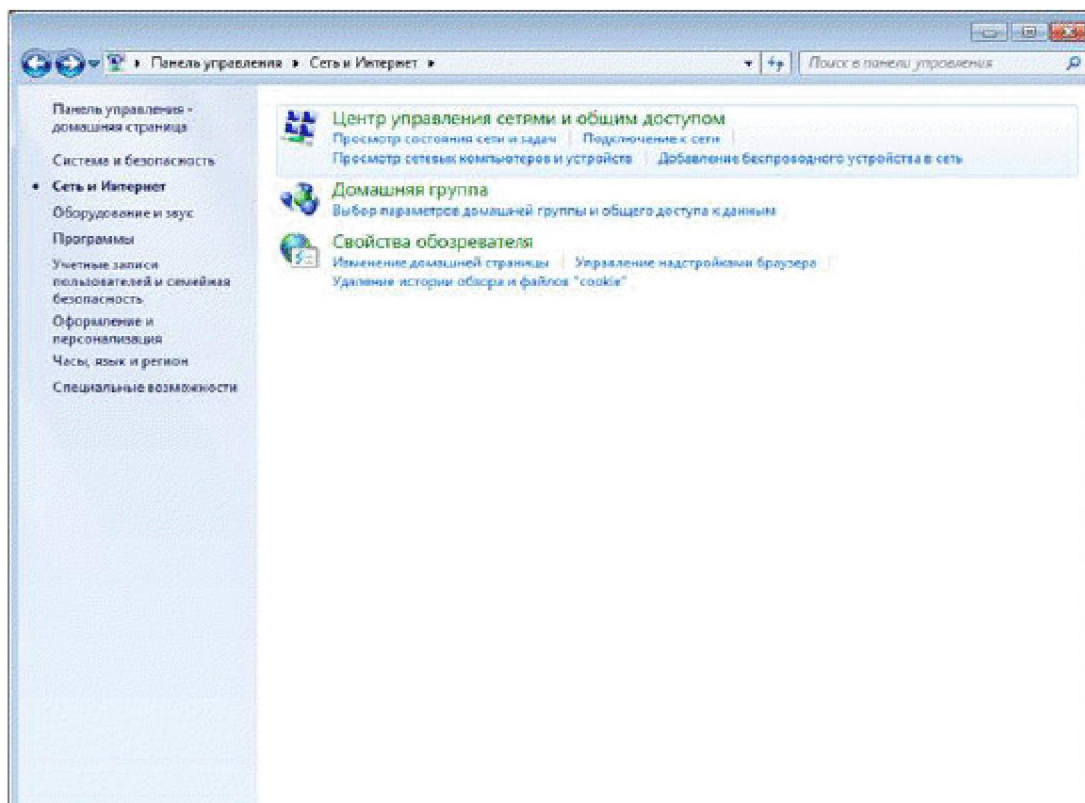 Панель управления Сеть и Интернет
Поиск в панели управления
Панель управления -
домашняя страница
Система и безопасность
Сеть и Интернет
Оборудование и звук
Программы
Учетные записи
пользователей и семейная
безопасность
Оформление и
персонализация
Часы, язык и регион
Специальные возможности
Центр управления сетями и общим доступом
Просмотр состояния сети и задач | Подключение к сети
Просмотр сетевых компьютеров и устройств | Добавление беспроводного устройства в сеть
Домашняя группа
Выбор параметров домашней группы и общего доступа к данным
Свойства обозревателя
Изменение домашней страницы | Управление надстройками браузера
Удаление истории обзора и файлов "cookie"